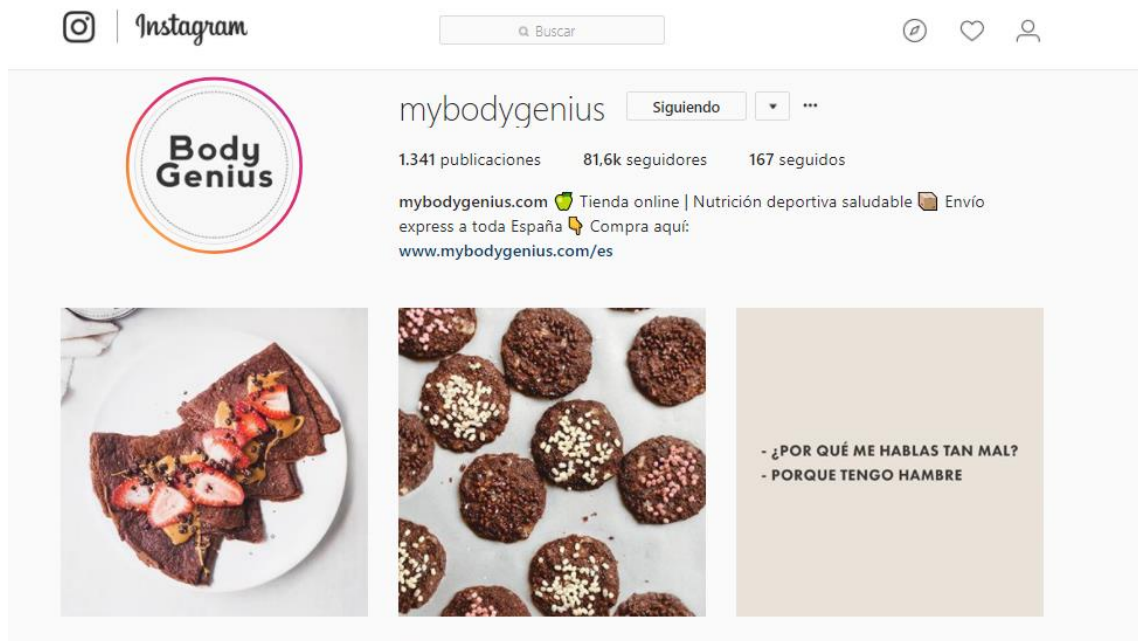 Instagram
Buscar
Body
Genius
mybodygenius Siguiendo
1.341 publicaciones 81,6k seguidores 167 seguidos
mybodygenius.com 🍏 Tienda online | Nutrición deportiva saludable 📦 Envío
express a toda España 👇 Compra aquí:
www.mybodygenius.com/es
- ¿POR QUÉ ME HABLAS TAN MAL?
- PORQUE TENGO HAMBRE